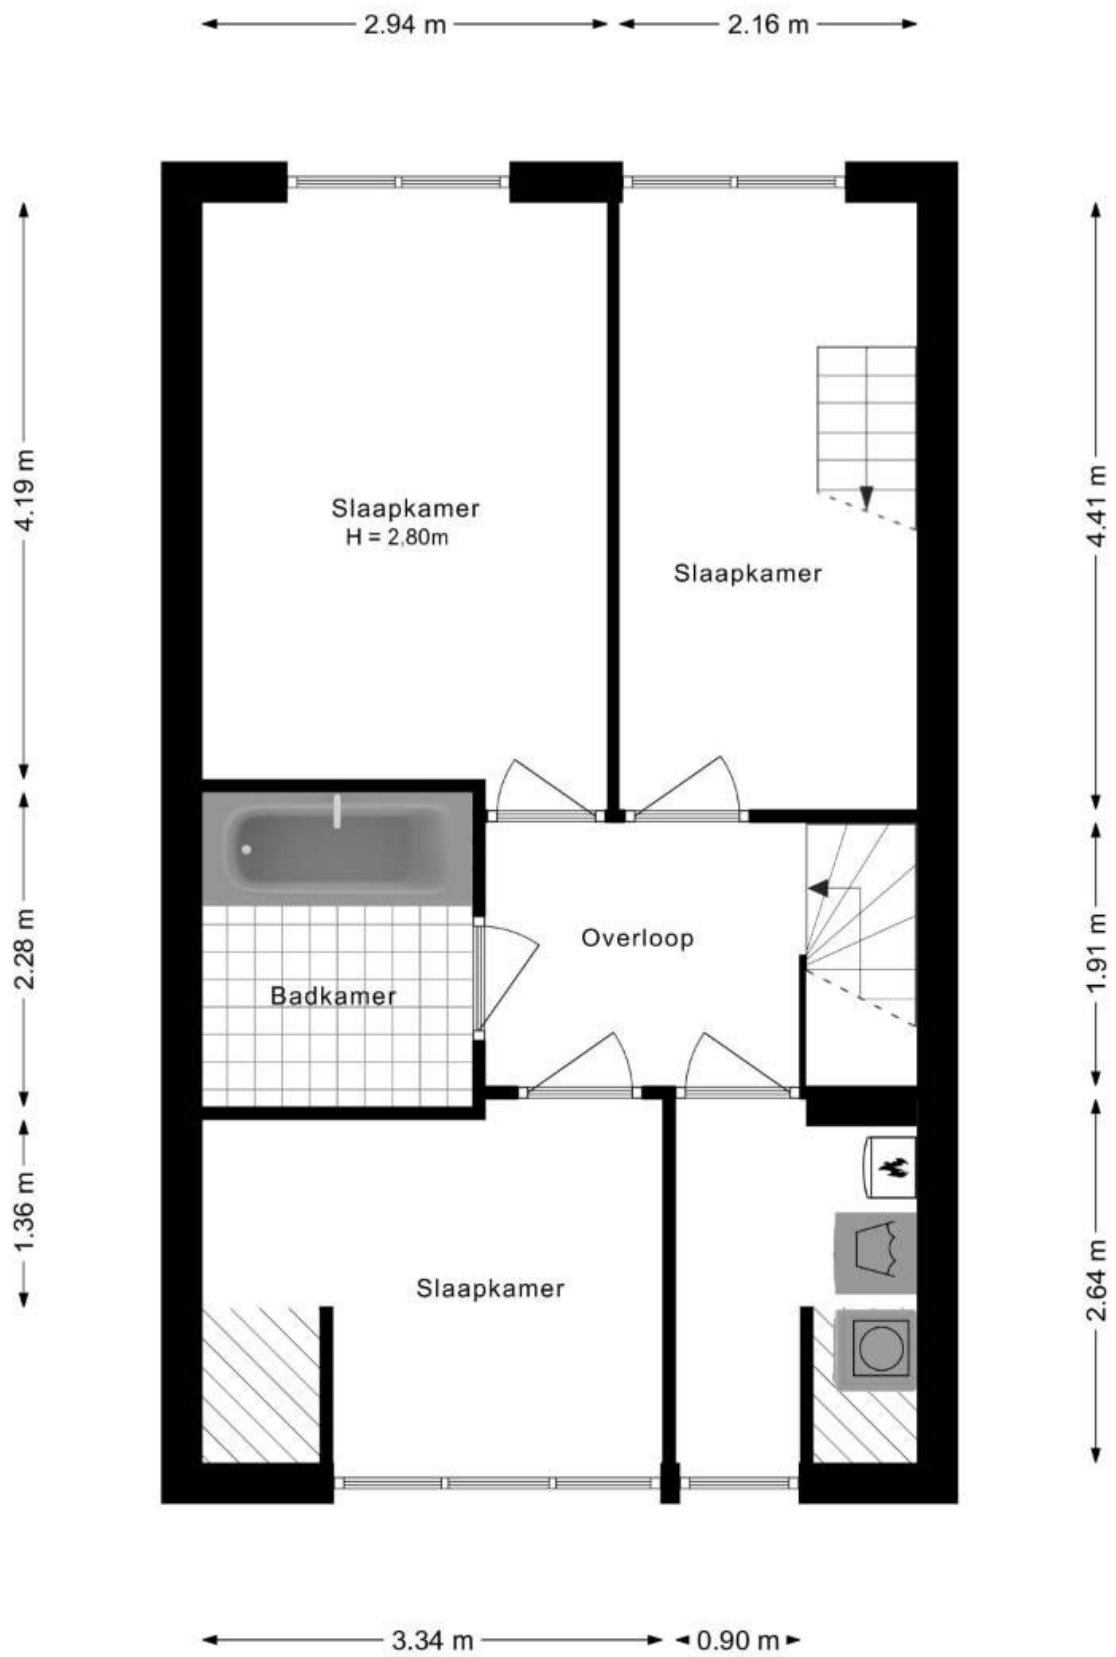 2.94 m
2.16 m
4.19 m
4.41 m
Slaapkamer
H = 2,80m
Slaapkamer
2.28 m
1.91 m
Overloop
Badkamer
1.36 m
2.64 m
Slaapkamer
3.34 m
0.90 m